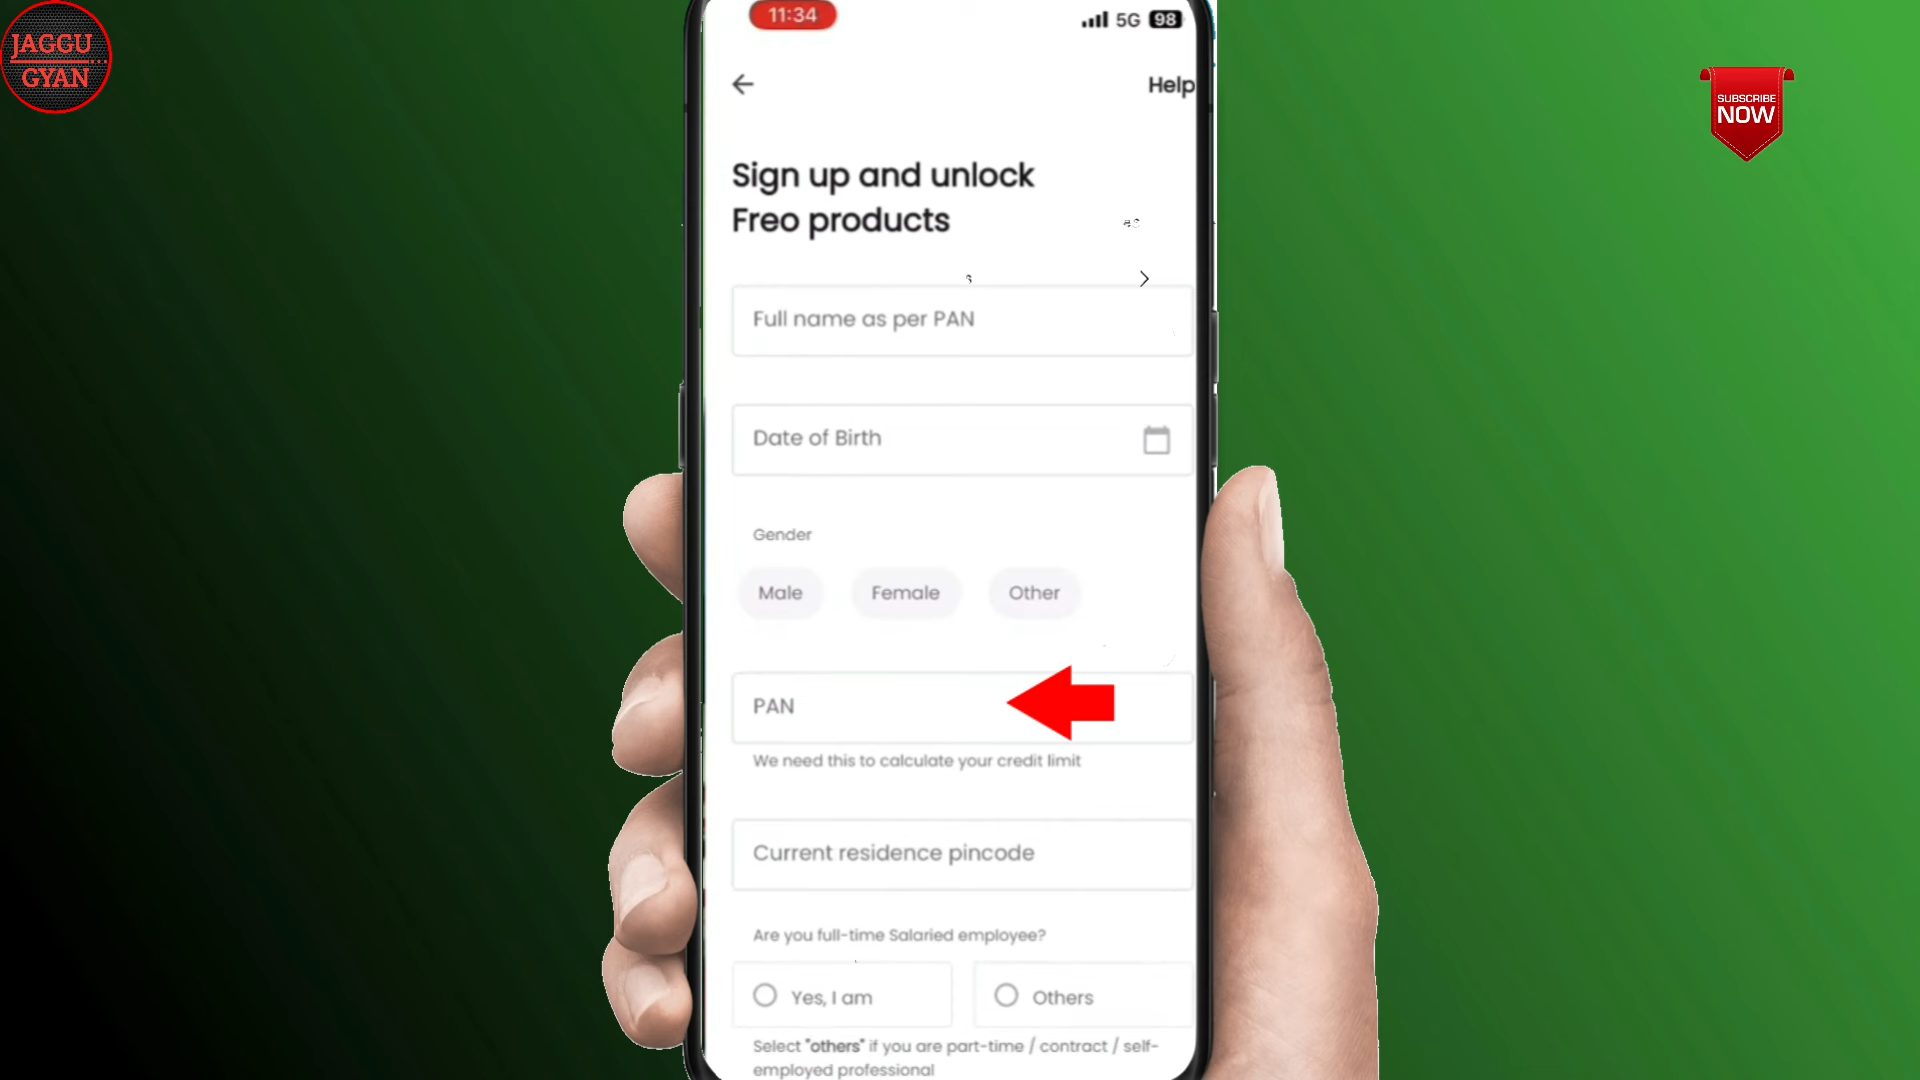 JAGGU
GYAN
SUBSCRIBE
NOW
11:34
5G 98
Help
Sign up and unlock
Freo products
Full name as per PAN
Date of Birth
Gender
Male Female Other
PAN
We need this to calculate your credit limit
Current residence pincode
Are you full-time Salaried employee?
Yes, I am Others
Select "others" if you are part-time / contract / self-
employed professional